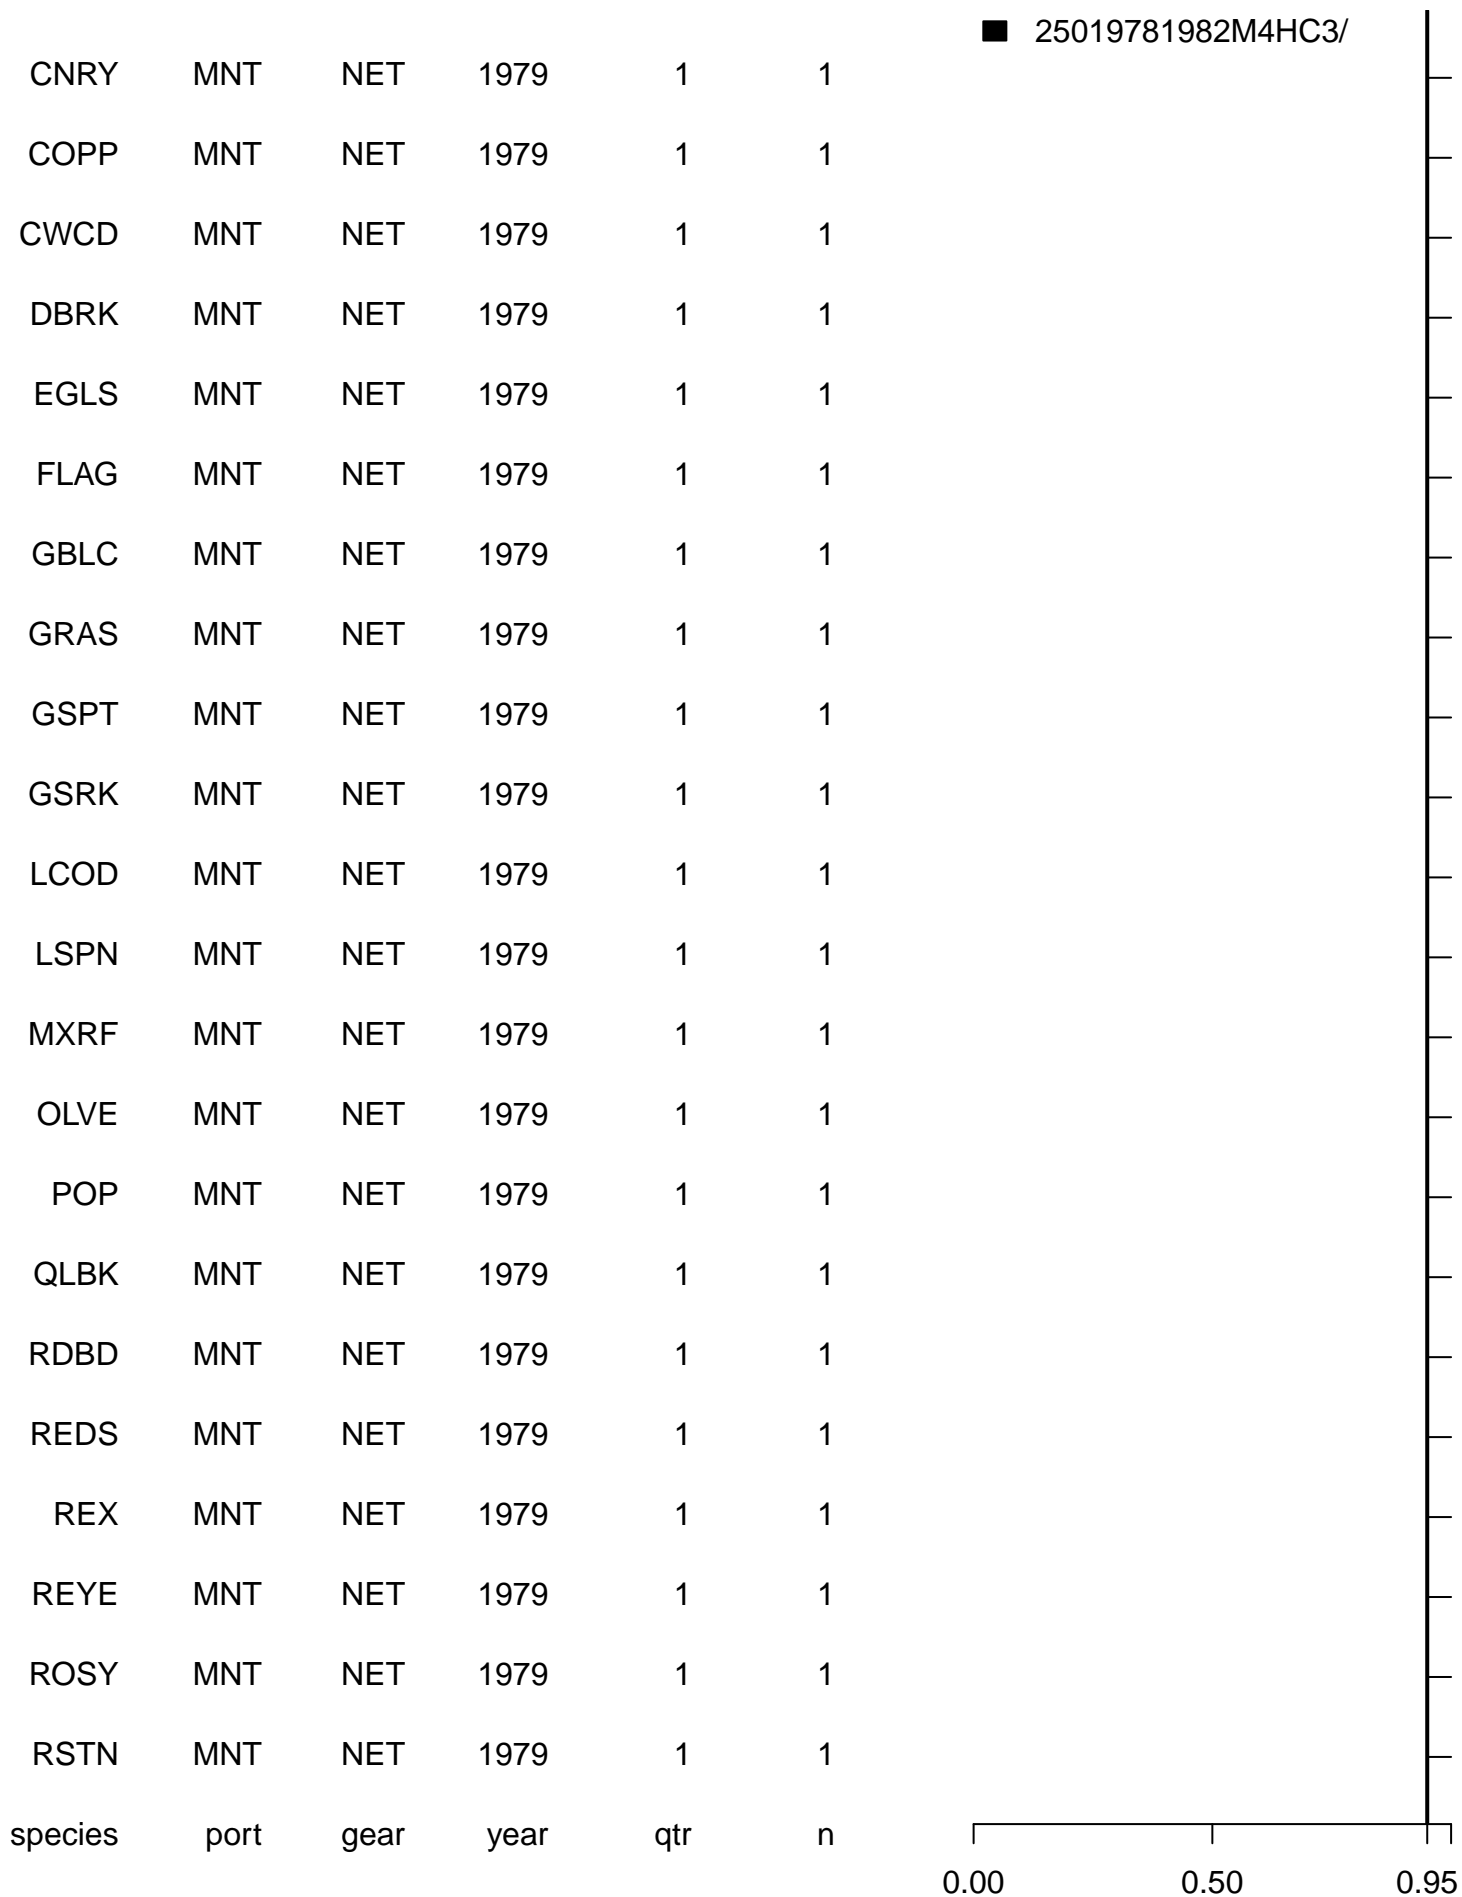 25019781982M4HC3/
CNRY MNT NET 1979 1 1
COPP MNT NET 1979 1 1
CWCD MNT NET 1979 1 1
DBRK MNT NET 1979 1 1
EGLS MNT NET 1979 1 1
FLAG MNT NET 1979 1 1
GBLC MNT NET 1979 1 1
GRAS MNT NET 1979 1 1
GSPT MNT NET 1979 1 1
GSRK MNT NET 1979 1 1
LCOD MNT NET 1979 1 1
LSPN MNT NET 1979 1 1
MXRF MNT NET 1979 1 1
OLVE MNT NET 1979 1 1
POP MNT NET 1979 1 1
QLBK MNT NET 1979 1 1
RDBD MNT NET 1979 1 1
REDS MNT NET 1979 1 1
REX MNT NET 1979 1 1
REYE MNT NET 1979 1 1
ROSY MNT NET 1979 1 1
RSTN MNT NET 1979 1 1
species port gear year qtr n
0.00 0.50 0.95